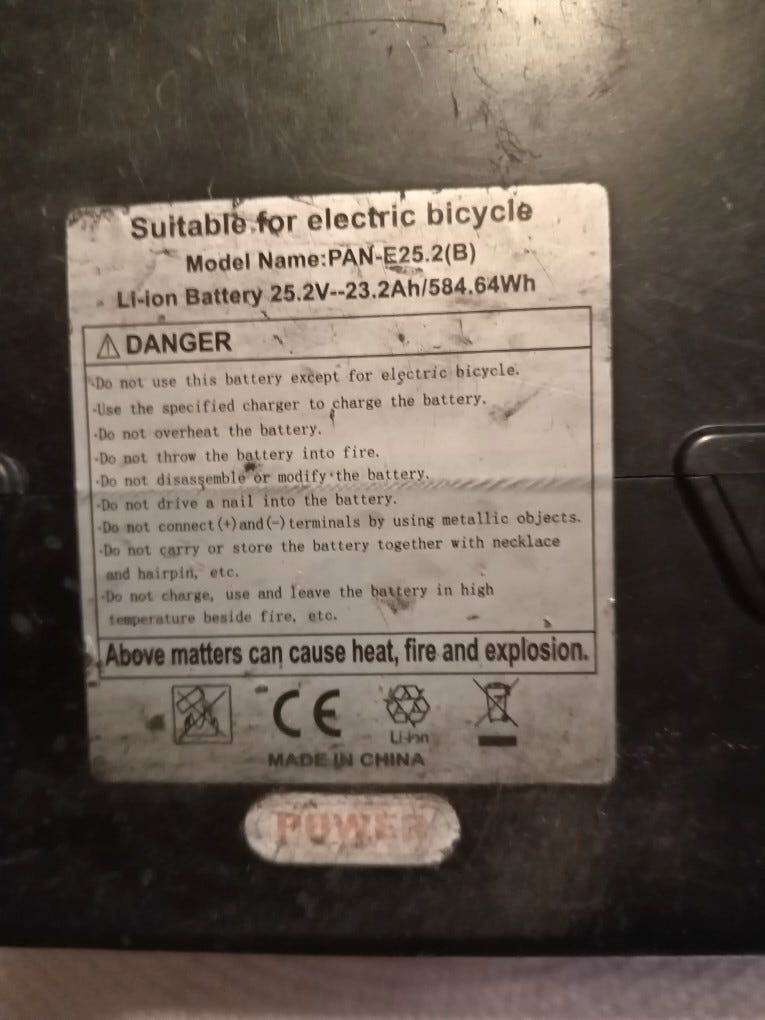 Suitable for electric bicycle
Model Name:PAN-E25.2(B)
Li-ion Battery 25.2V--23.2Ah/584.64Wh
DANGER
·Do not use this battery except for electric bicycle.
·Use the specified charger to charge the battery.
·Do not overheat the battery.
·Do not throw the battery into fire.
·Do not disassemble or modify the battery.
·Do not drive a nail into the battery.
·Do not connect(+)and(-)terminals by using metallic objects.
·Do not carry or store the battery together with necklace
and hairpin, etc.
·Do not charge, use and leave the battery in high
temperature beside fire, etc.
Above matters can cause heat, fire and explosion.
CE
Li-ion
MADE IN CHINA
POWER